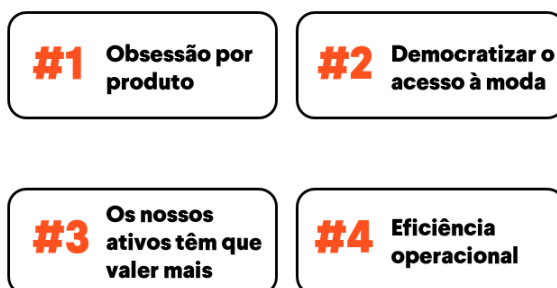 #1 Obsessão por
produto
#2 Democratizar o
acesso à moda
#3 Os nossos
ativos têm que
valer mais
#4 Eficiência
operacional